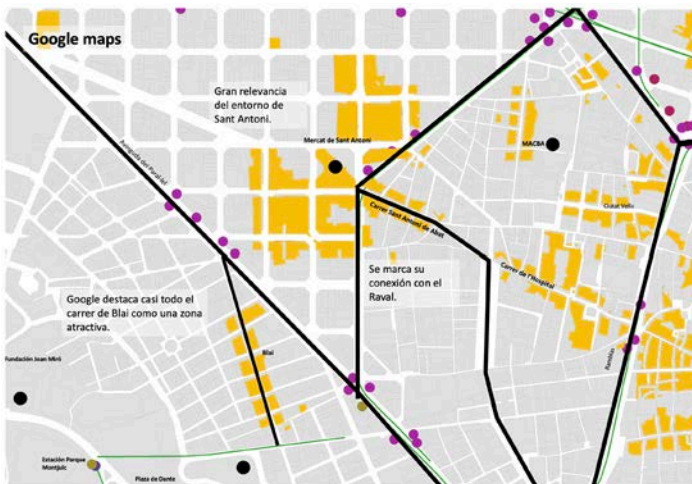 Google maps
Gran relevancia
del entorno de
Sant Antoni.
Mercat de Sant Antoni
MACBA
Avinguda del Paral·lel
Carrer Sant Antoni de Abat
Ciutat Vella
Se marca su
conexión con el
Raval.
Carrer de l'Hospital
Google destaca casi todo el
carrer de Blai como una zona
atractiva.
Fundación Joan Miró
Blai
Ramblas
Estación Parque
Montjuic
Plaza de Dante